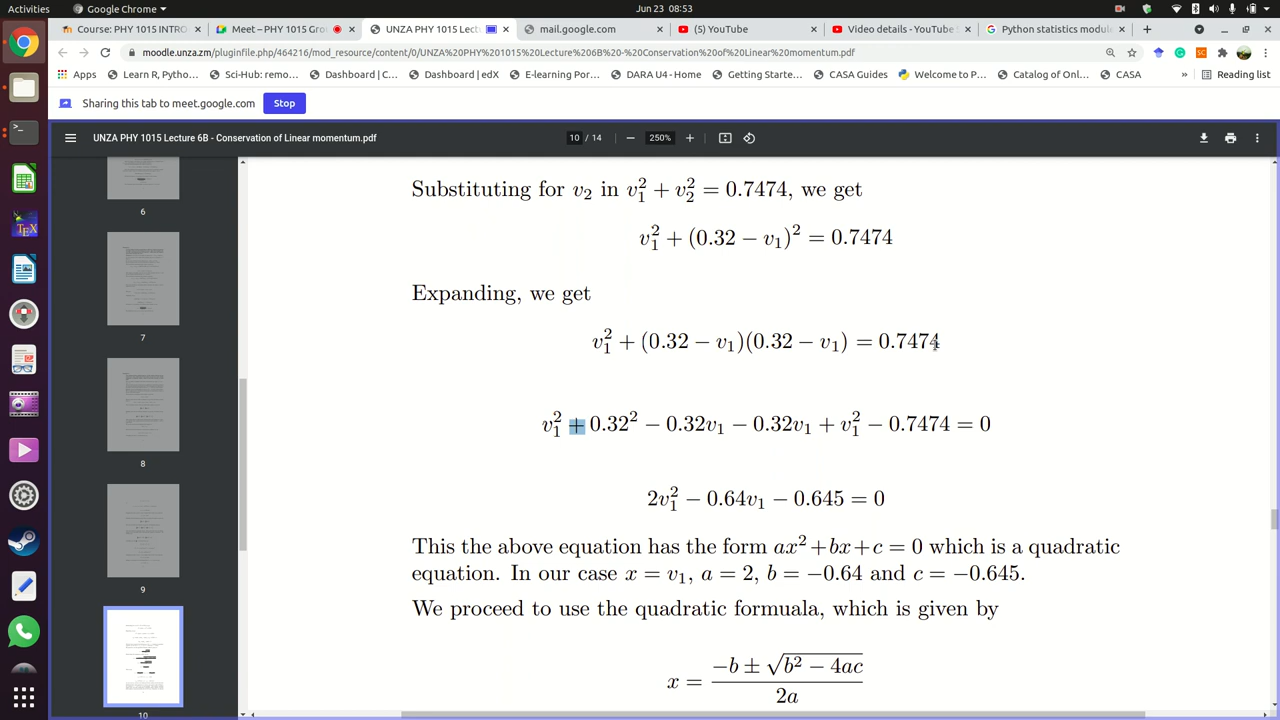 Activities
Google Chrome
Jun 23 08:53
Course: PHY 1015 INTRO
Meet – PHY 1015 L
UNZA PHY 1015 Lect
mail.google.com
(5) YouTube
Video details - YouTube S
Python statistics module
moodle.unza.zm/pluginfile.php/464216/mod_resource/content/0/UNZA%20PHY%201015%20Lecture%206B%20-%20Conservation%20of%20Linear%20momentum.pdf
Apps
Learn R, Pytho...
Sci-Hub: remo...
Dashboard | C...
Dashboard | edX
E-learning Por...
DARA U4 - Home
Getting Starte...
CASA Guides
Welcome to P...
Catalog of Onl...
CASA
»
Reading list
Sharing this tab to meet.google.com
Stop
UNZA PHY 1015 Lecture 6B - Conservation of Linear momentum.pdf
10 / 14
250%
6
7
8
9
10
Substituting for v₂ in v₁² + v₂² = 0.7474, we get
v₁² + (0.32 − v₁)² = 0.7474
Expanding, we get
v₁² + (0.32 − v₁)(0.32 − v₁) = 0.7474
v₁² + 0.32² − 0.32v₁ − 0.32v₁ + v₁² − 0.7474 = 0
2v₁² − 0.64v₁ − 0.645 = 0
This the above equation has the form ax² + bx + c = 0 which is a quadratic
equation. In our case x = v₁, a = 2, b = −0.64 and c = −0.645.
We proceed to use the quadratic formuala, which is given by
x = (−b ± √(b² − 4ac)) / 2a